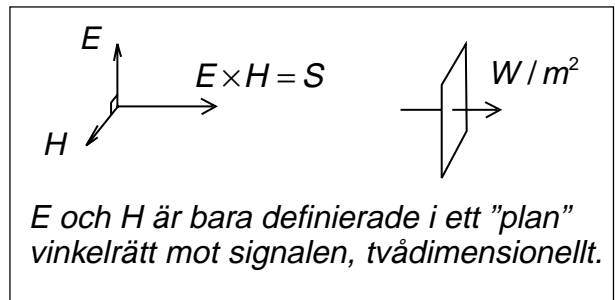 E
E × H = S
W / m²
H
E och H är bara definierade i ett ”plan”
vinkelrätt mot signalen, tvådimensionellt.